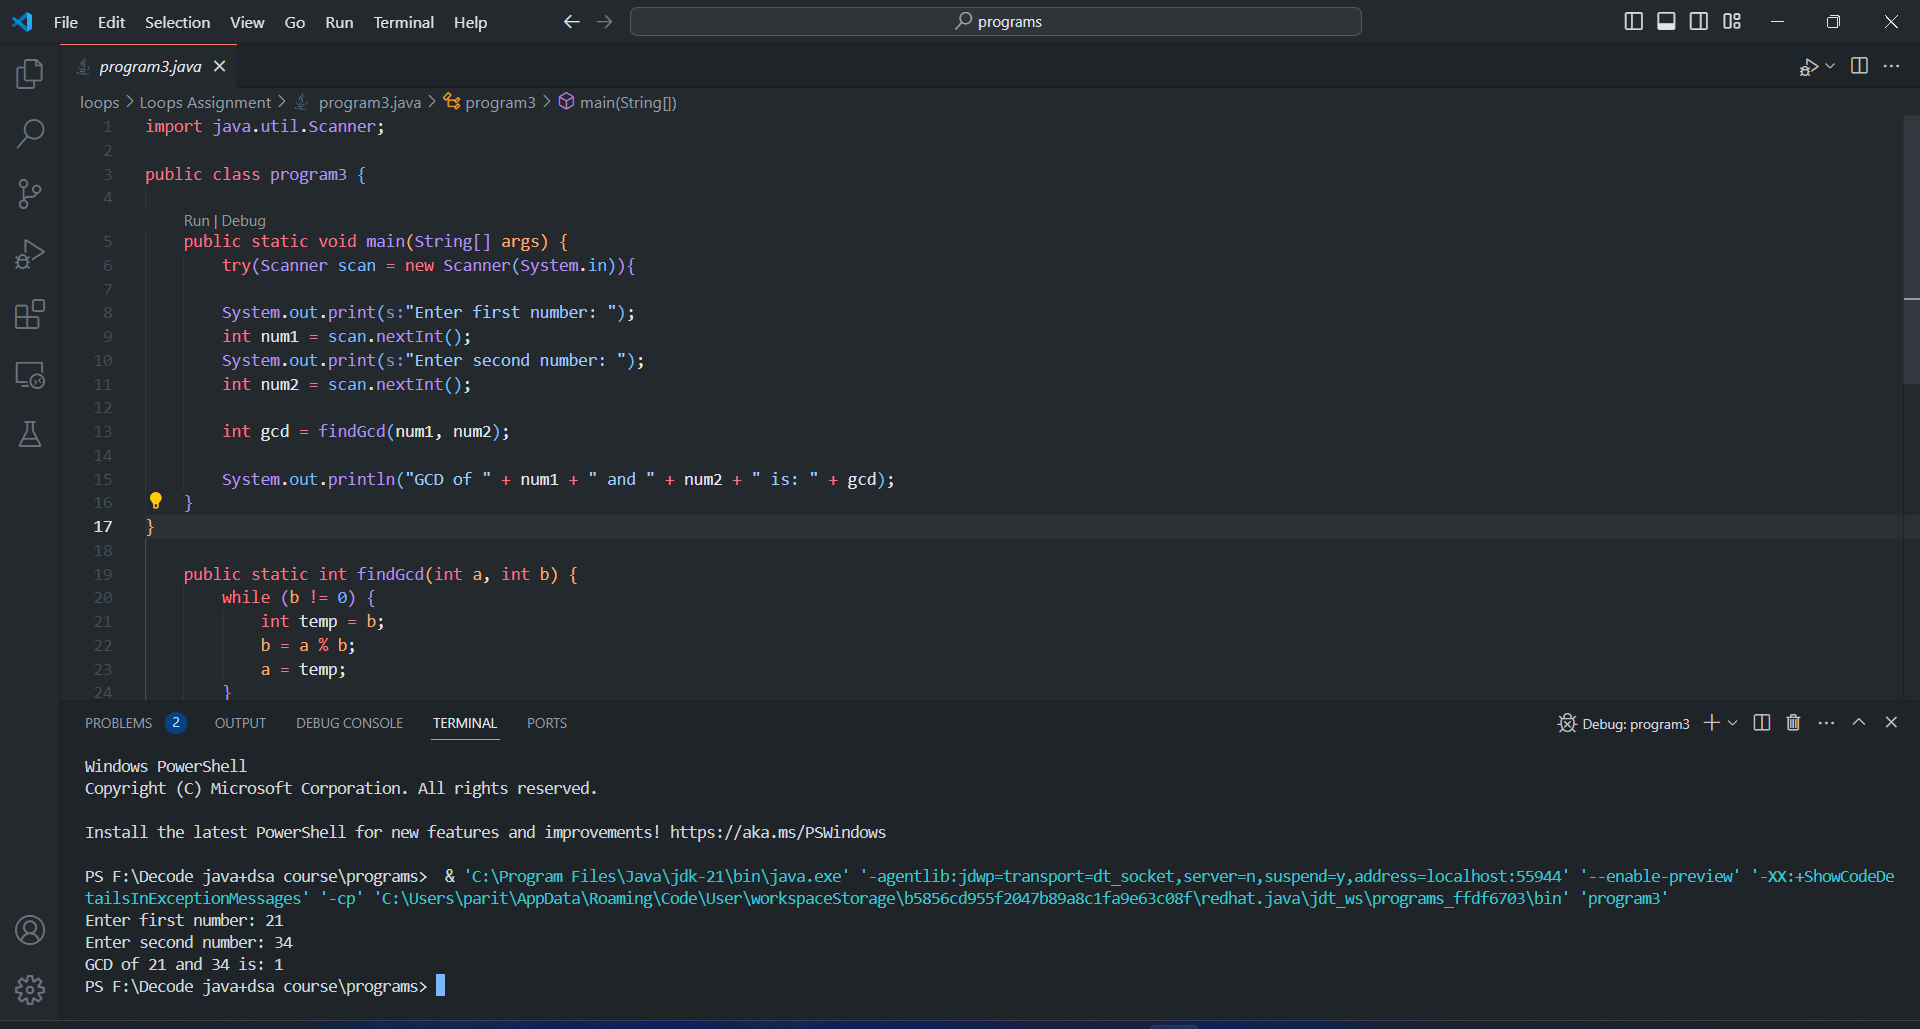 File Edit Selection View Go Run Terminal Help
programs
program3.java
loops > Loops Assignment > program3.java > program3 > main(String[])
1 import java.util.Scanner;
2
3 public class program3 {
4
Run | Debug
5 public static void main(String[] args) {
6 try(Scanner scan = new Scanner(System.in)){
7
8 System.out.print(s:"Enter first number: ");
9 int num1 = scan.nextInt();
10 System.out.print(s:"Enter second number: ");
11 int num2 = scan.nextInt();
12
13 int gcd = findGcd(num1, num2);
14
15 System.out.println("GCD of " + num1 + " and " + num2 + " is: " + gcd);
16 }
17 }
18
19 public static int findGcd(int a, int b) {
20 while (b != 0) {
21 int temp = b;
22 b = a % b;
23 a = temp;
24 }
PROBLEMS 2 OUTPUT DEBUG CONSOLE TERMINAL PORTS
Debug: program3
Windows PowerShell
Copyright (C) Microsoft Corporation. All rights reserved.
Install the latest PowerShell for new features and improvements! https://aka.ms/PSWindows
PS F:\Decode java+dsa course\programs>  & 'C:\Program Files\Java\jdk-21\bin\java.exe' '-agentlib:jdwp=transport=dt_socket,server=n,suspend=y,address=localhost:55944' '--enable-preview' '-XX:+ShowCodeDe
tailsInExceptionMessages' '-cp' 'C:\Users\parit\AppData\Roaming\Code\User\workspaceStorage\b5856cd955f2047b89a8c1fa9e63c08f\redhat.java\jdt_ws\programs_ffdf6703\bin' 'program3'
Enter first number: 21
Enter second number: 34
GCD of 21 and 34 is: 1
PS F:\Decode java+dsa course\programs>